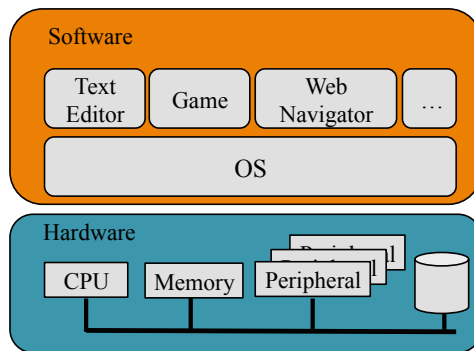 Software
Text
Editor
Game
Web
Navigator
…
OS
Hardware
CPU
Memory
Peripheral